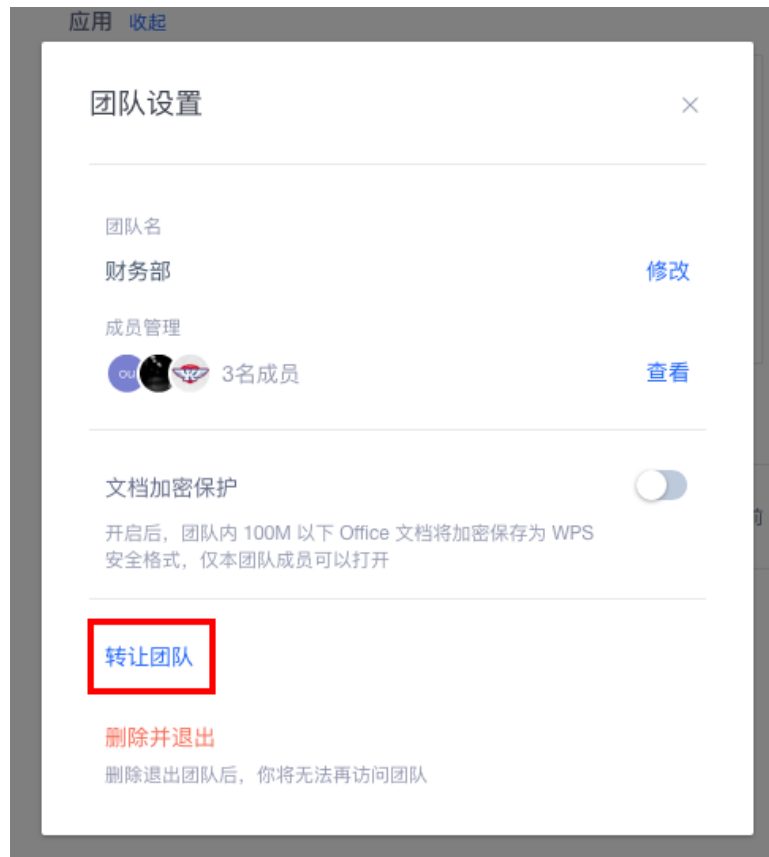 应用 收起
团队设置
团队名
财务部 修改
成员管理
OU 3名成员 查看
文档加密保护
开启后，团队内 100M 以下 Office 文档将加密保存为 WPS
安全格式，仅本团队成员可以打开
转让团队
删除并退出
删除退出团队后，你将无法再访问团队